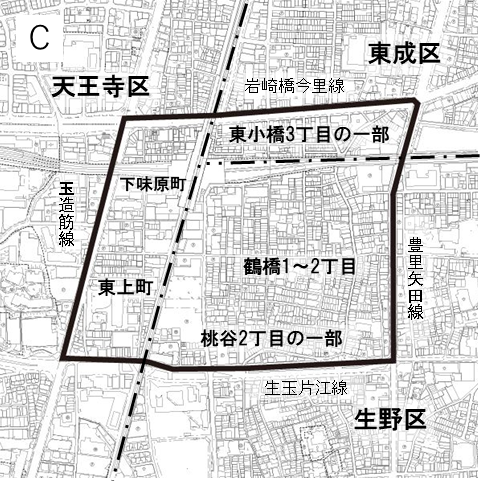 C
東成区
天王寺区
岩崎橋今里線
東小橋3丁目の一部
下味原町
玉造筋線
鶴橋1～2丁目
豊里矢田線
東上町
桃谷2丁目の一部
生玉片江線
生野区